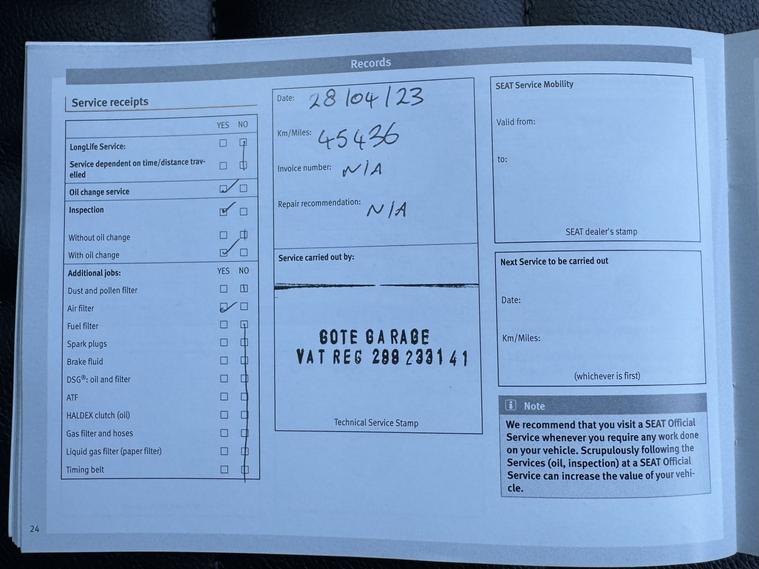 Records
Service receipts
YES NO
LongLife Service:
Service dependent on time/distance trav-
elled
Oil change service
Inspection
Without oil change
With oil change
Additional jobs: YES NO
Dust and pollen filter
Air filter
Fuel filter
Spark plugs
Brake fluid
DSG®: oil and filter
ATF
HALDEX clutch (oil)
Gas filter and hoses
Liquid gas filter (paper filter)
Timing belt
Date: 28/04/23
Km/Miles: 45436
Invoice number: N/A
Repair recommendation: N/A
Service carried out by:
GOTE GARAGE
VAT REG 299 233141
Technical Service Stamp
SEAT Service Mobility
Valid from:
to:
SEAT dealer's stamp
Next Service to be carried out
Date:
Km/Miles:
(whichever is first)
i Note
We recommend that you visit a SEAT Official
Service whenever you require any work done
on your vehicle. Scrupulously following the
Services (oil, inspection) at a SEAT Official
Service can increase the value of your vehi-
cle.
24